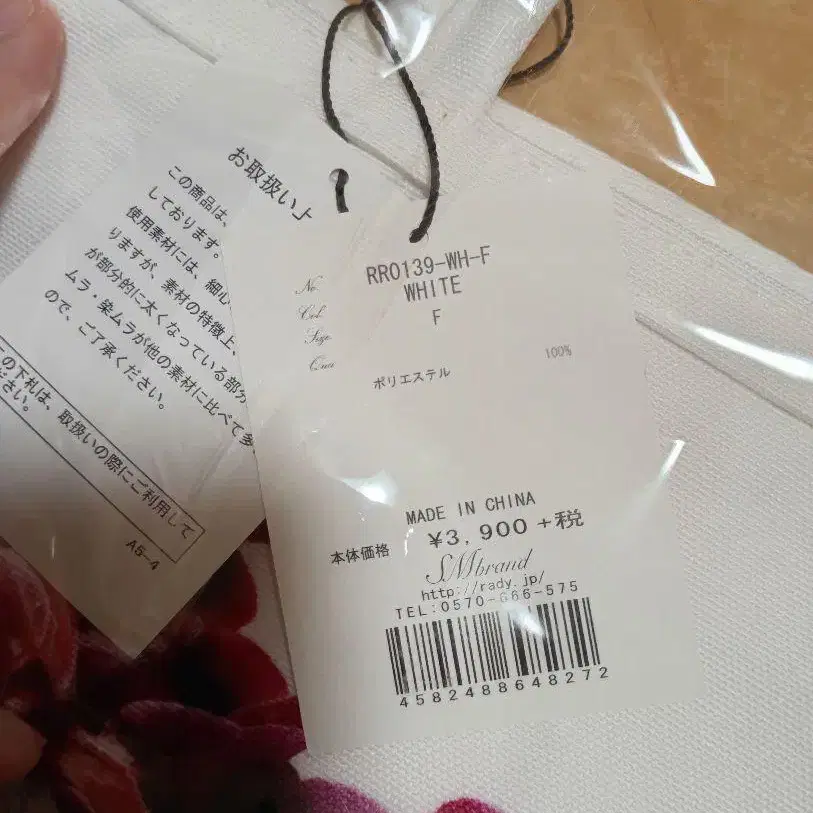 お取扱い上
この商品は、
しております。
使用素材には、細心
りますが、素材の特徴上、
が部分的に太くなっている部分
ムラ・染ムラが他の素材に比べて多
ので、ご了承ください。
の下札は、取扱いの際にご利用して
ださい。
A5-4
No
Col
Size
Qua
RR0139-WH-F
WHITE
F
ポリエステル 100%
MADE IN CHINA
本体価格 ¥3,900+税
SMbrand
http://rady.jp/
TEL:0570-666-575
4582488648272